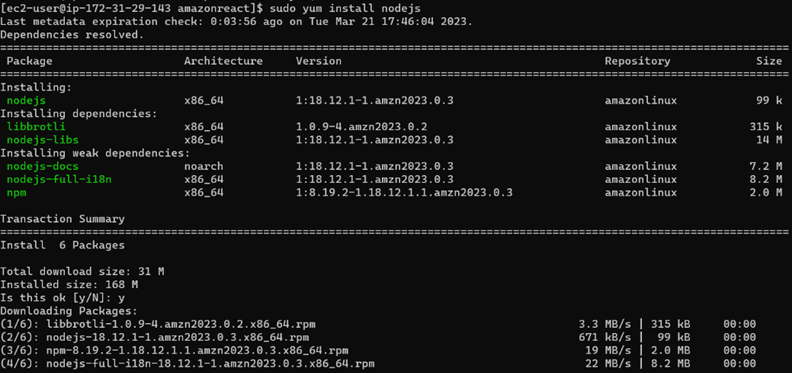 [ec2-user@ip-172-31-29-143 amazonreact]$ sudo yum install nodejs
Last metadata expiration check: 0:03:56 ago on Tue Mar 21 17:46:04 2023.
Dependencies resolved.
================================================================================
Package Architecture Version Repository Size
================================================================================
Installing:
nodejs x86_64 1:18.12.1-1.amzn2023.0.3 amazonlinux 99 k
Installing dependencies:
libbrotli x86_64 1.0.9-4.amzn2023.0.2 amazonlinux 315 k
nodejs-libs x86_64 1:18.12.1-1.amzn2023.0.3 amazonlinux 14 M
Installing weak dependencies:
nodejs-docs noarch 1:18.12.1-1.amzn2023.0.3 amazonlinux 7.2 M
nodejs-full-i18n x86_64 1:18.12.1-1.amzn2023.0.3 amazonlinux 8.2 M
npm x86_64 1:8.19.2-1.18.12.1.1.amzn2023.0.3 amazonlinux 2.0 M
Transaction Summary
================================================================================
Install 6 Packages
Total download size: 31 M
Installed size: 168 M
Is this ok [y/N]: y
Downloading Packages:
(1/6): libbrotli-1.0.9-4.amzn2023.0.2.x86_64.rpm 3.3 MB/s | 315 kB 00:00
(2/6): nodejs-18.12.1-1.amzn2023.0.3.x86_64.rpm 671 kB/s | 99 kB 00:00
(3/6): npm-8.19.2-1.18.12.1.1.amzn2023.0.3.x86_64.rpm 19 MB/s | 2.0 MB 00:00
(4/6): nodejs-full-i18n-18.12.1-1.amzn2023.0.3.x86_64.rpm 22 MB/s | 8.2 MB 00:00